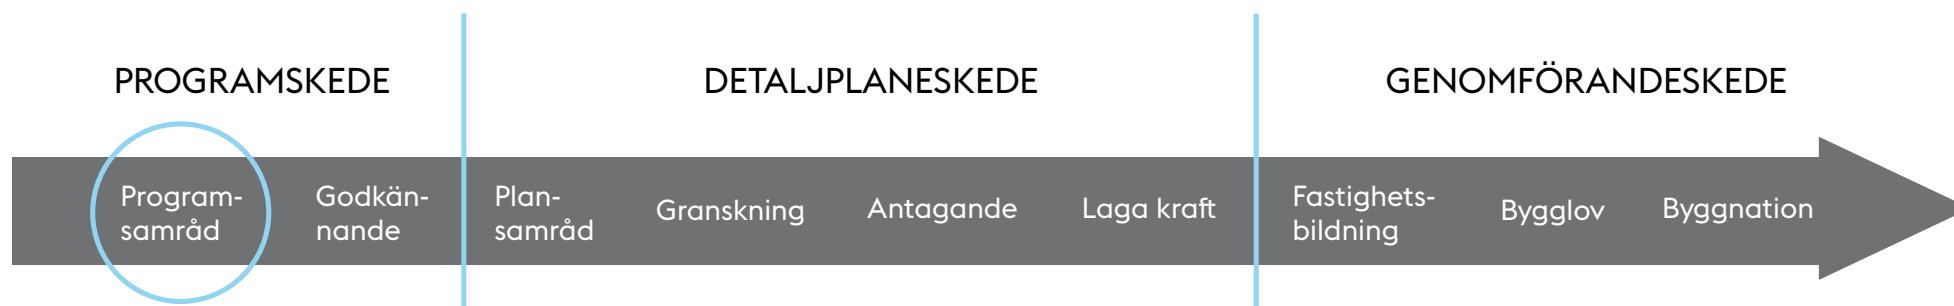 PROGRAMSKEDE
DETALJPLANESKEDE
GENOMFÖRANDESKEDE
Program-
samråd
Godkän-
nande
Plan-
samråd
Granskning
Antagande
Laga kraft
Fastighets-
bildning
Bygglov
Byggnation